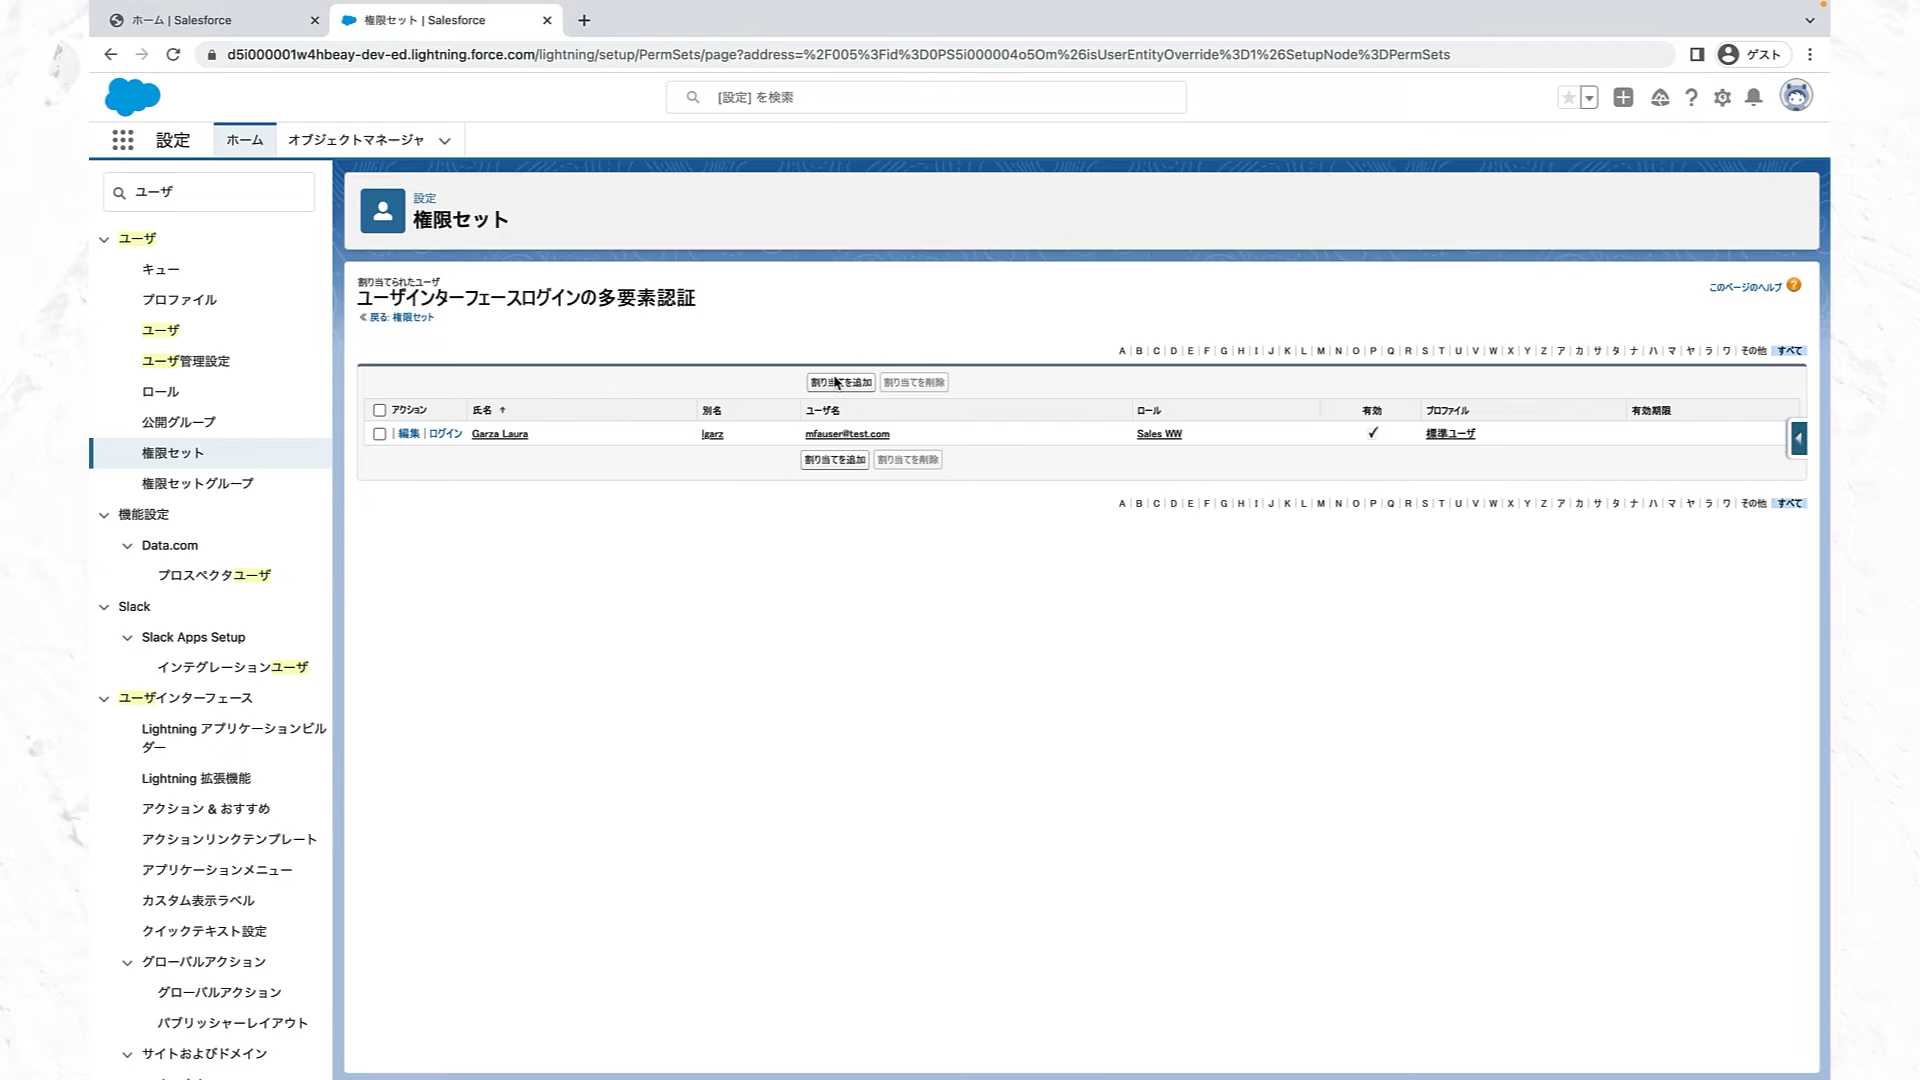 ホーム | Salesforce
権限セット | Salesforce
d5i000001w4hbeay-dev-ed.lightning.force.com/lightning/setup/PermSets/page?address=%2F005%3Fid%3D0PS5i000004o5Om%26isUserEntityOverride%3D1%26SetupNode%3DPermSets
ゲスト
[設定] を検索
設定
ホーム
オブジェクトマネージャ
ユーザ
ユーザ
キュー
プロファイル
ユーザ
ユーザ管理設定
ロール
公開グループ
権限セット
権限セットグループ
機能設定
Data.com
プロスペクタユーザ
Slack
Slack Apps Setup
インテグレーションユーザ
ユーザインターフェース
Lightning アプリケーションビル
ダー
Lightning 拡張機能
アクション & おすすめ
アクションリンクテンプレート
アプリケーションメニュー
カスタム表示ラベル
クイックテキスト設定
グローバルアクション
グローバルアクション
パブリッシャーレイアウト
サイトおよびドメイン
設定
権限セット
割り当てられたユーザ
ユーザインターフェースログインの多要素認証
« 戻る: 権限セット
このページのヘルプ
A | B | C | D | E | F | G | H | I | J | K | L | M | N | O | P | Q | R | S | T | U | V | W | X | Y | Z | ア | カ | サ | タ | ナ | ハ | マ | ヤ | ラ | ワ | その他 | すべて
割り当てを追加 割り当てを削除
アクション 氏名 ↑ 別名 ユーザ名 ロール 有効 プロファイル 有効期限
| 編集 | ログイン Garza Laura lgarz mfauser@test.com Sales WW ✓ 標準ユーザ
割り当てを追加 割り当てを削除
A | B | C | D | E | F | G | H | I | J | K | L | M | N | O | P | Q | R | S | T | U | V | W | X | Y | Z | ア | カ | サ | タ | ナ | ハ | マ | ヤ | ラ | ワ | その他 | すべて